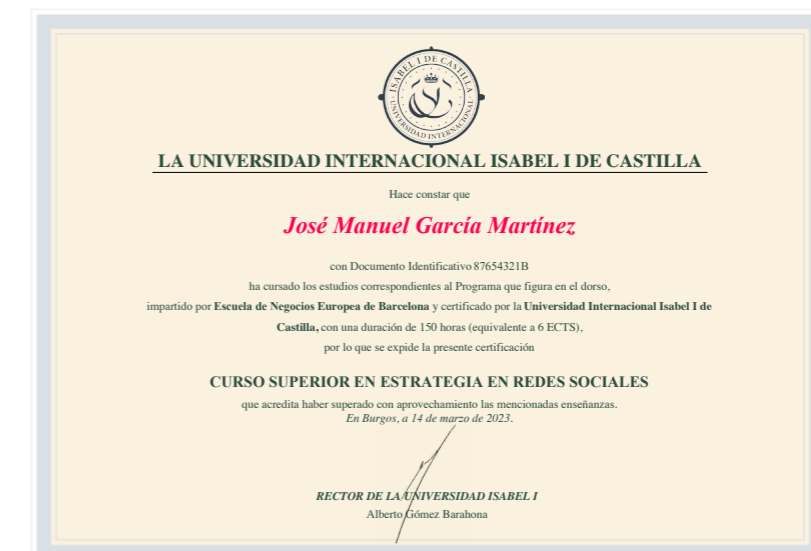 ISABEL I DE CASTILLA
UNIVERSIDAD INTERNACIONAL
LA UNIVERSIDAD INTERNACIONAL ISABEL I DE CASTILLA
Hace constar que
José Manuel García Martínez
con Documento Identificativo 87654321B
ha cursado los estudios correspondientes al Programa que figura en el dorso,
impartido por Escuela de Negocios Europea de Barcelona y certificado por la Universidad Internacional Isabel I de
Castilla, con una duración de 150 horas (equivalente a 6 ECTS),
por lo que se expide la presente certificación
CURSO SUPERIOR EN ESTRATEGIA EN REDES SOCIALES
que acredita haber superado con aprovechamiento las mencionadas enseñanzas.
En Burgos, a 14 de marzo de 2023.
RECTOR DE LA UNIVERSIDAD ISABEL I
Alberto Gómez Barahona